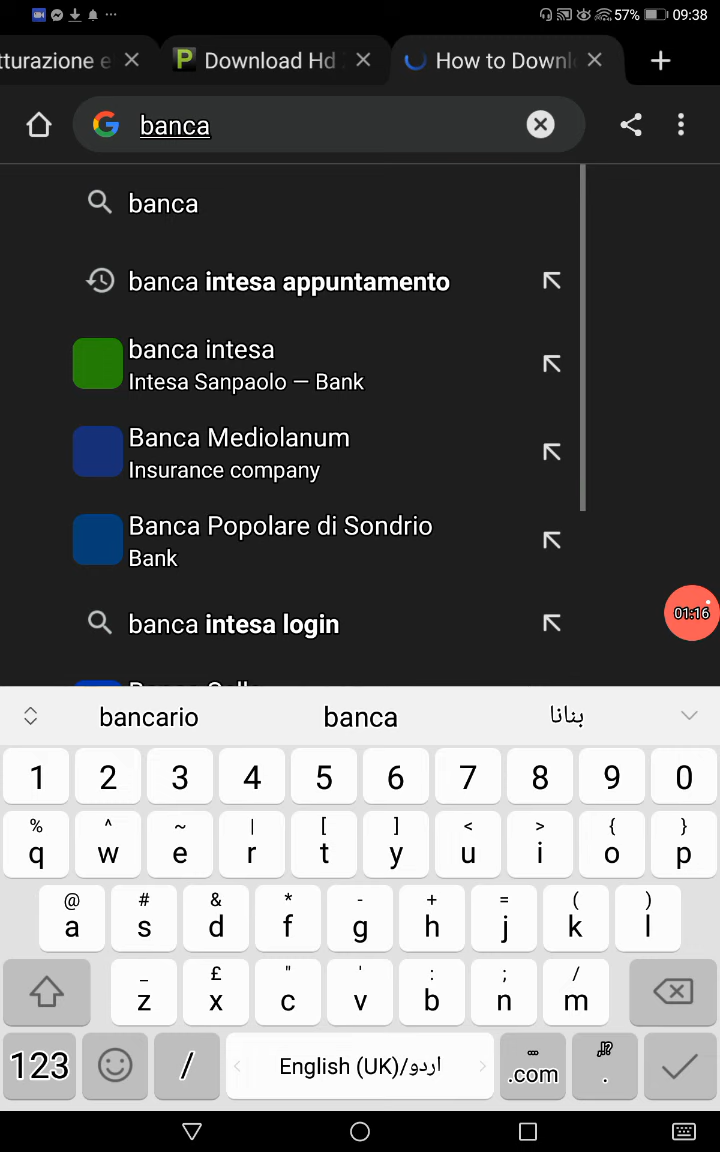 57% 09:38
tturazione e
Download Hd
How to Downl
banca
banca
banca intesa appuntamento
banca intesa
Intesa Sanpaolo — Bank
Banca Mediolanum
Insurance company
Banca Popolare di Sondrio
Bank
01:16
banca intesa login
bancario banca بنانا
1 2 3 4 5 6 7 8 9 0
% ^ ~ | [ ] < > { }
q w e r t y u i o p
@ # & * - + = ( )
a s d f g h j k l
_ £ " ' : ; /
z x c v b n m
123 / English (UK)/اردو .com .